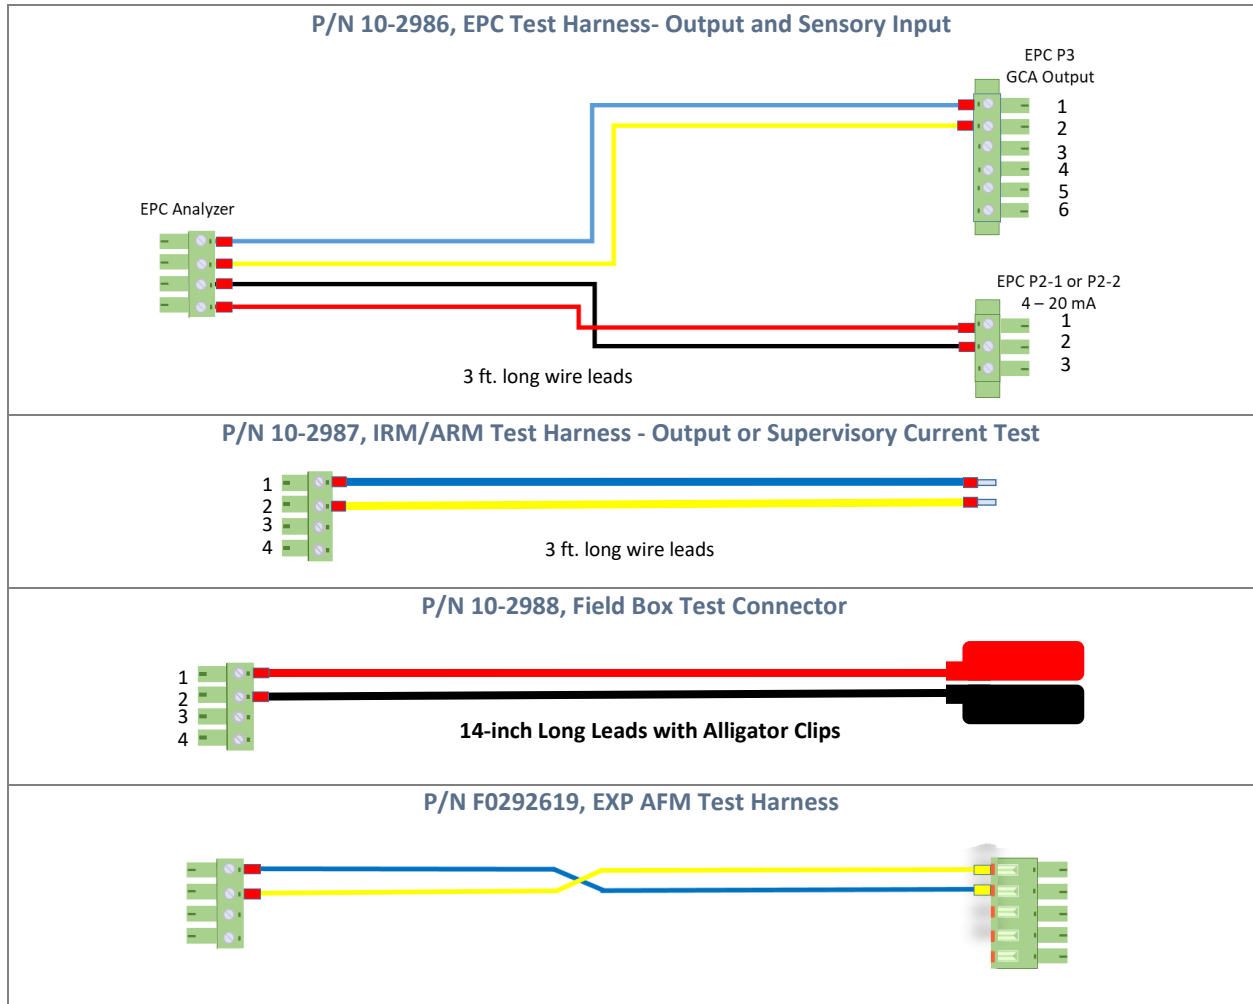 P/N 10-2986, EPC Test Harness- Output and Sensory Input
EPC P3
GCA Output
1
2
3
4
5
6
EPC Analyzer
EPC P2-1 or P2-2
4 – 20 mA
1
2
3
3 ft. long wire leads
P/N 10-2987, IRM/ARM Test Harness - Output or Supervisory Current Test
1
2
3
4
3 ft. long wire leads
P/N 10-2988, Field Box Test Connector
1
2
3
4
14-inch Long Leads with Alligator Clips
P/N F0292619, EXP AFM Test Harness